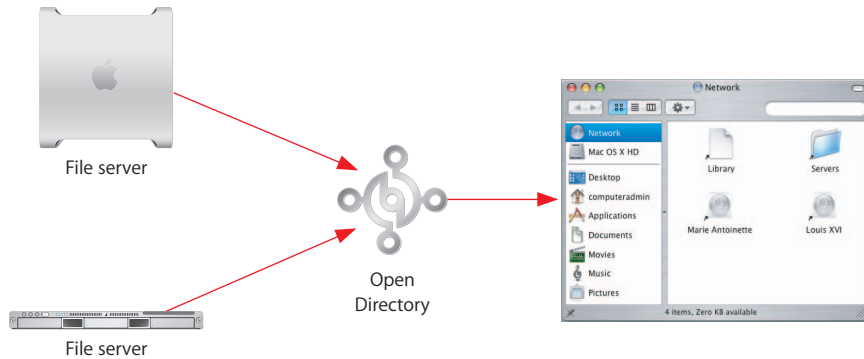 File server
File server
Open
Directory
Network
Network
Mac OS X HD
Desktop
computeradmin
Applications
Documents
Movies
Music
Pictures
Library
Servers
Marie Antoinette
Louis XVI
4 items, Zero KB available